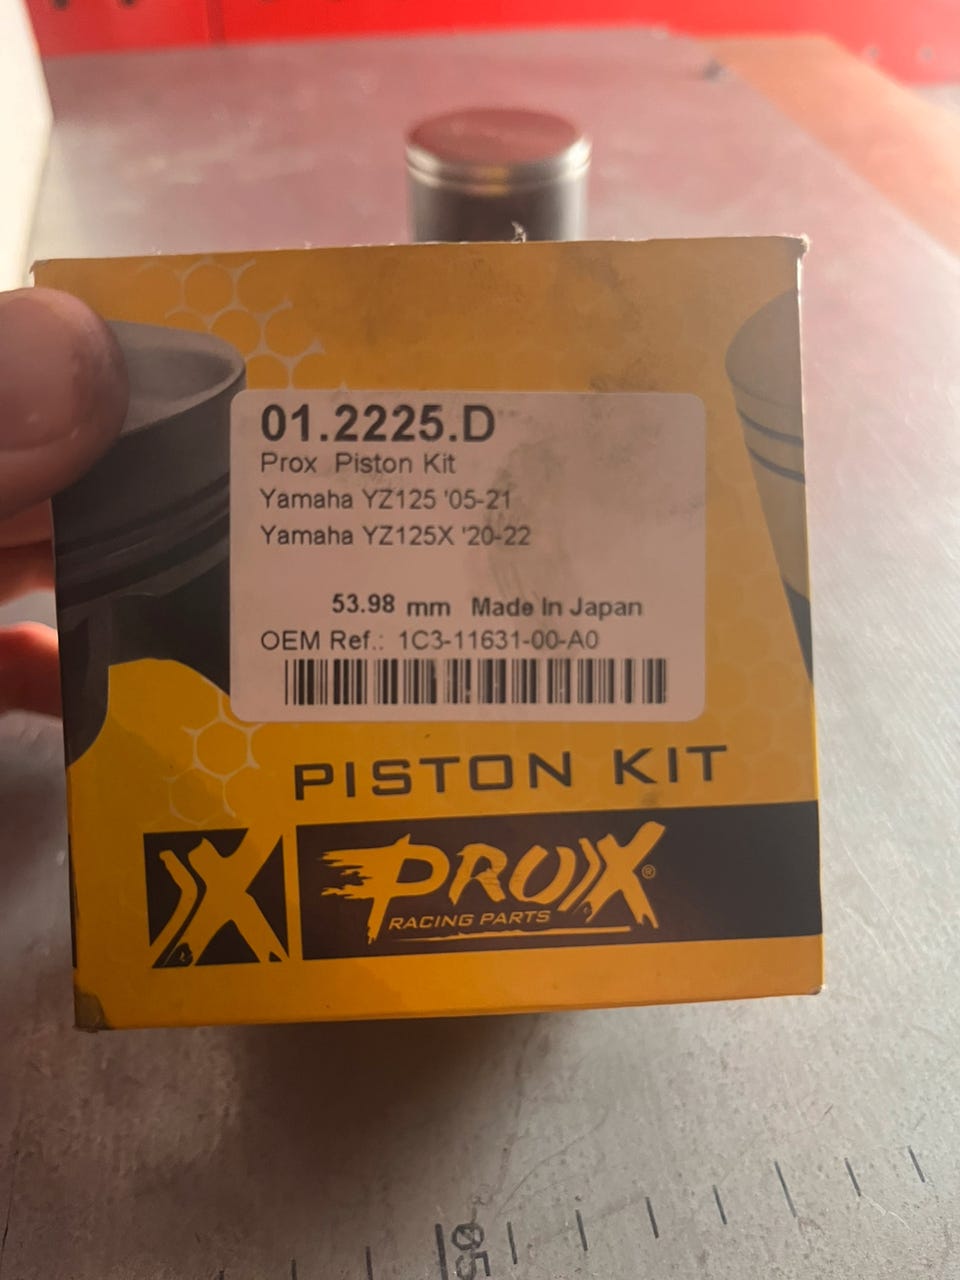 01.2225.D
Prox Piston Kit
Yamaha YZ125 '05-21
Yamaha YZ125X '20-22
53.98 mm Made In Japan
OEM Ref.: 1C3-11631-00-A0
PISTON KIT
X PROX®
RACING PARTS